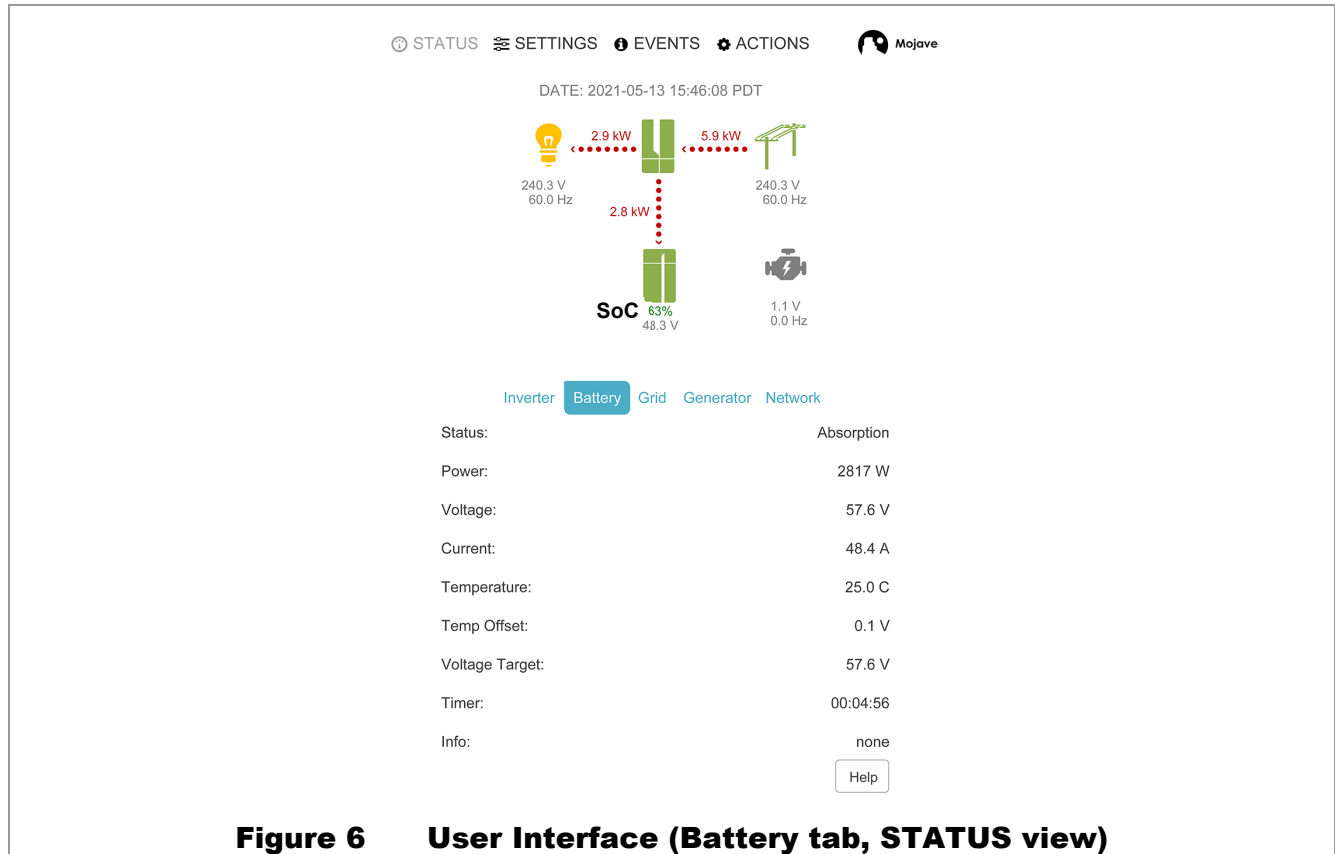 STATUS SETTINGS EVENTS ACTIONS Mojave
DATE: 2021-05-13 15:46:08 PDT
2.9 kW 5.9 kW
240.3 V 240.3 V
60.0 Hz 60.0 Hz
2.8 kW
SoC 63% 1.1 V
48.3 V 0.0 Hz
Inverter Battery Grid Generator Network
Status: Absorption
Power: 2817 W
Voltage: 57.6 V
Current: 48.4 A
Temperature: 25.0 C
Temp Offset: 0.1 V
Voltage Target: 57.6 V
Timer: 00:04:56
Info: none
Help
Figure 6 User Interface (Battery tab, STATUS view)